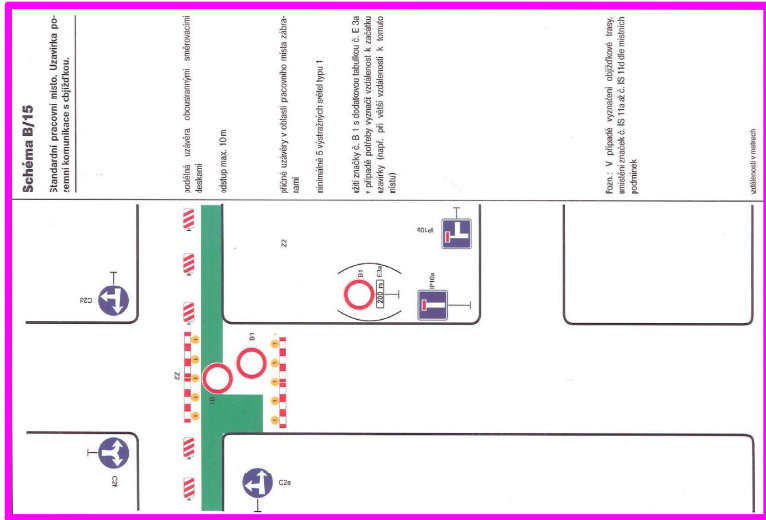 Schéma B/15
Standardní pracovní místo. Uzavírka po-
zemní komunikace s objížďkou.
podélná uzávěra oboustrannými směrovacími
deskami
odstup max. 10m
příčné uzávěry v oblasti pracovního místa zábra-
nami
minimálně 5 výstražných světel typu 1
užití značky č. B 1 s dodatkovou tabulkou č. E 3a
v případě potřeby vyznačí vzdálenost k začátku
uzavírky (např. při větší vzdálenosti k tomuto
místu)
Pozn.: V případě vyznačení objížďkové trasy,
umístění značek č. IS 11a až č. IS 11d dle místních
podmínek
vzdálenosti v metrech
C2d
Z2
Z2
B1
B1
B1
E3a
200 m
IP10a
IP10b
C2f
C2e